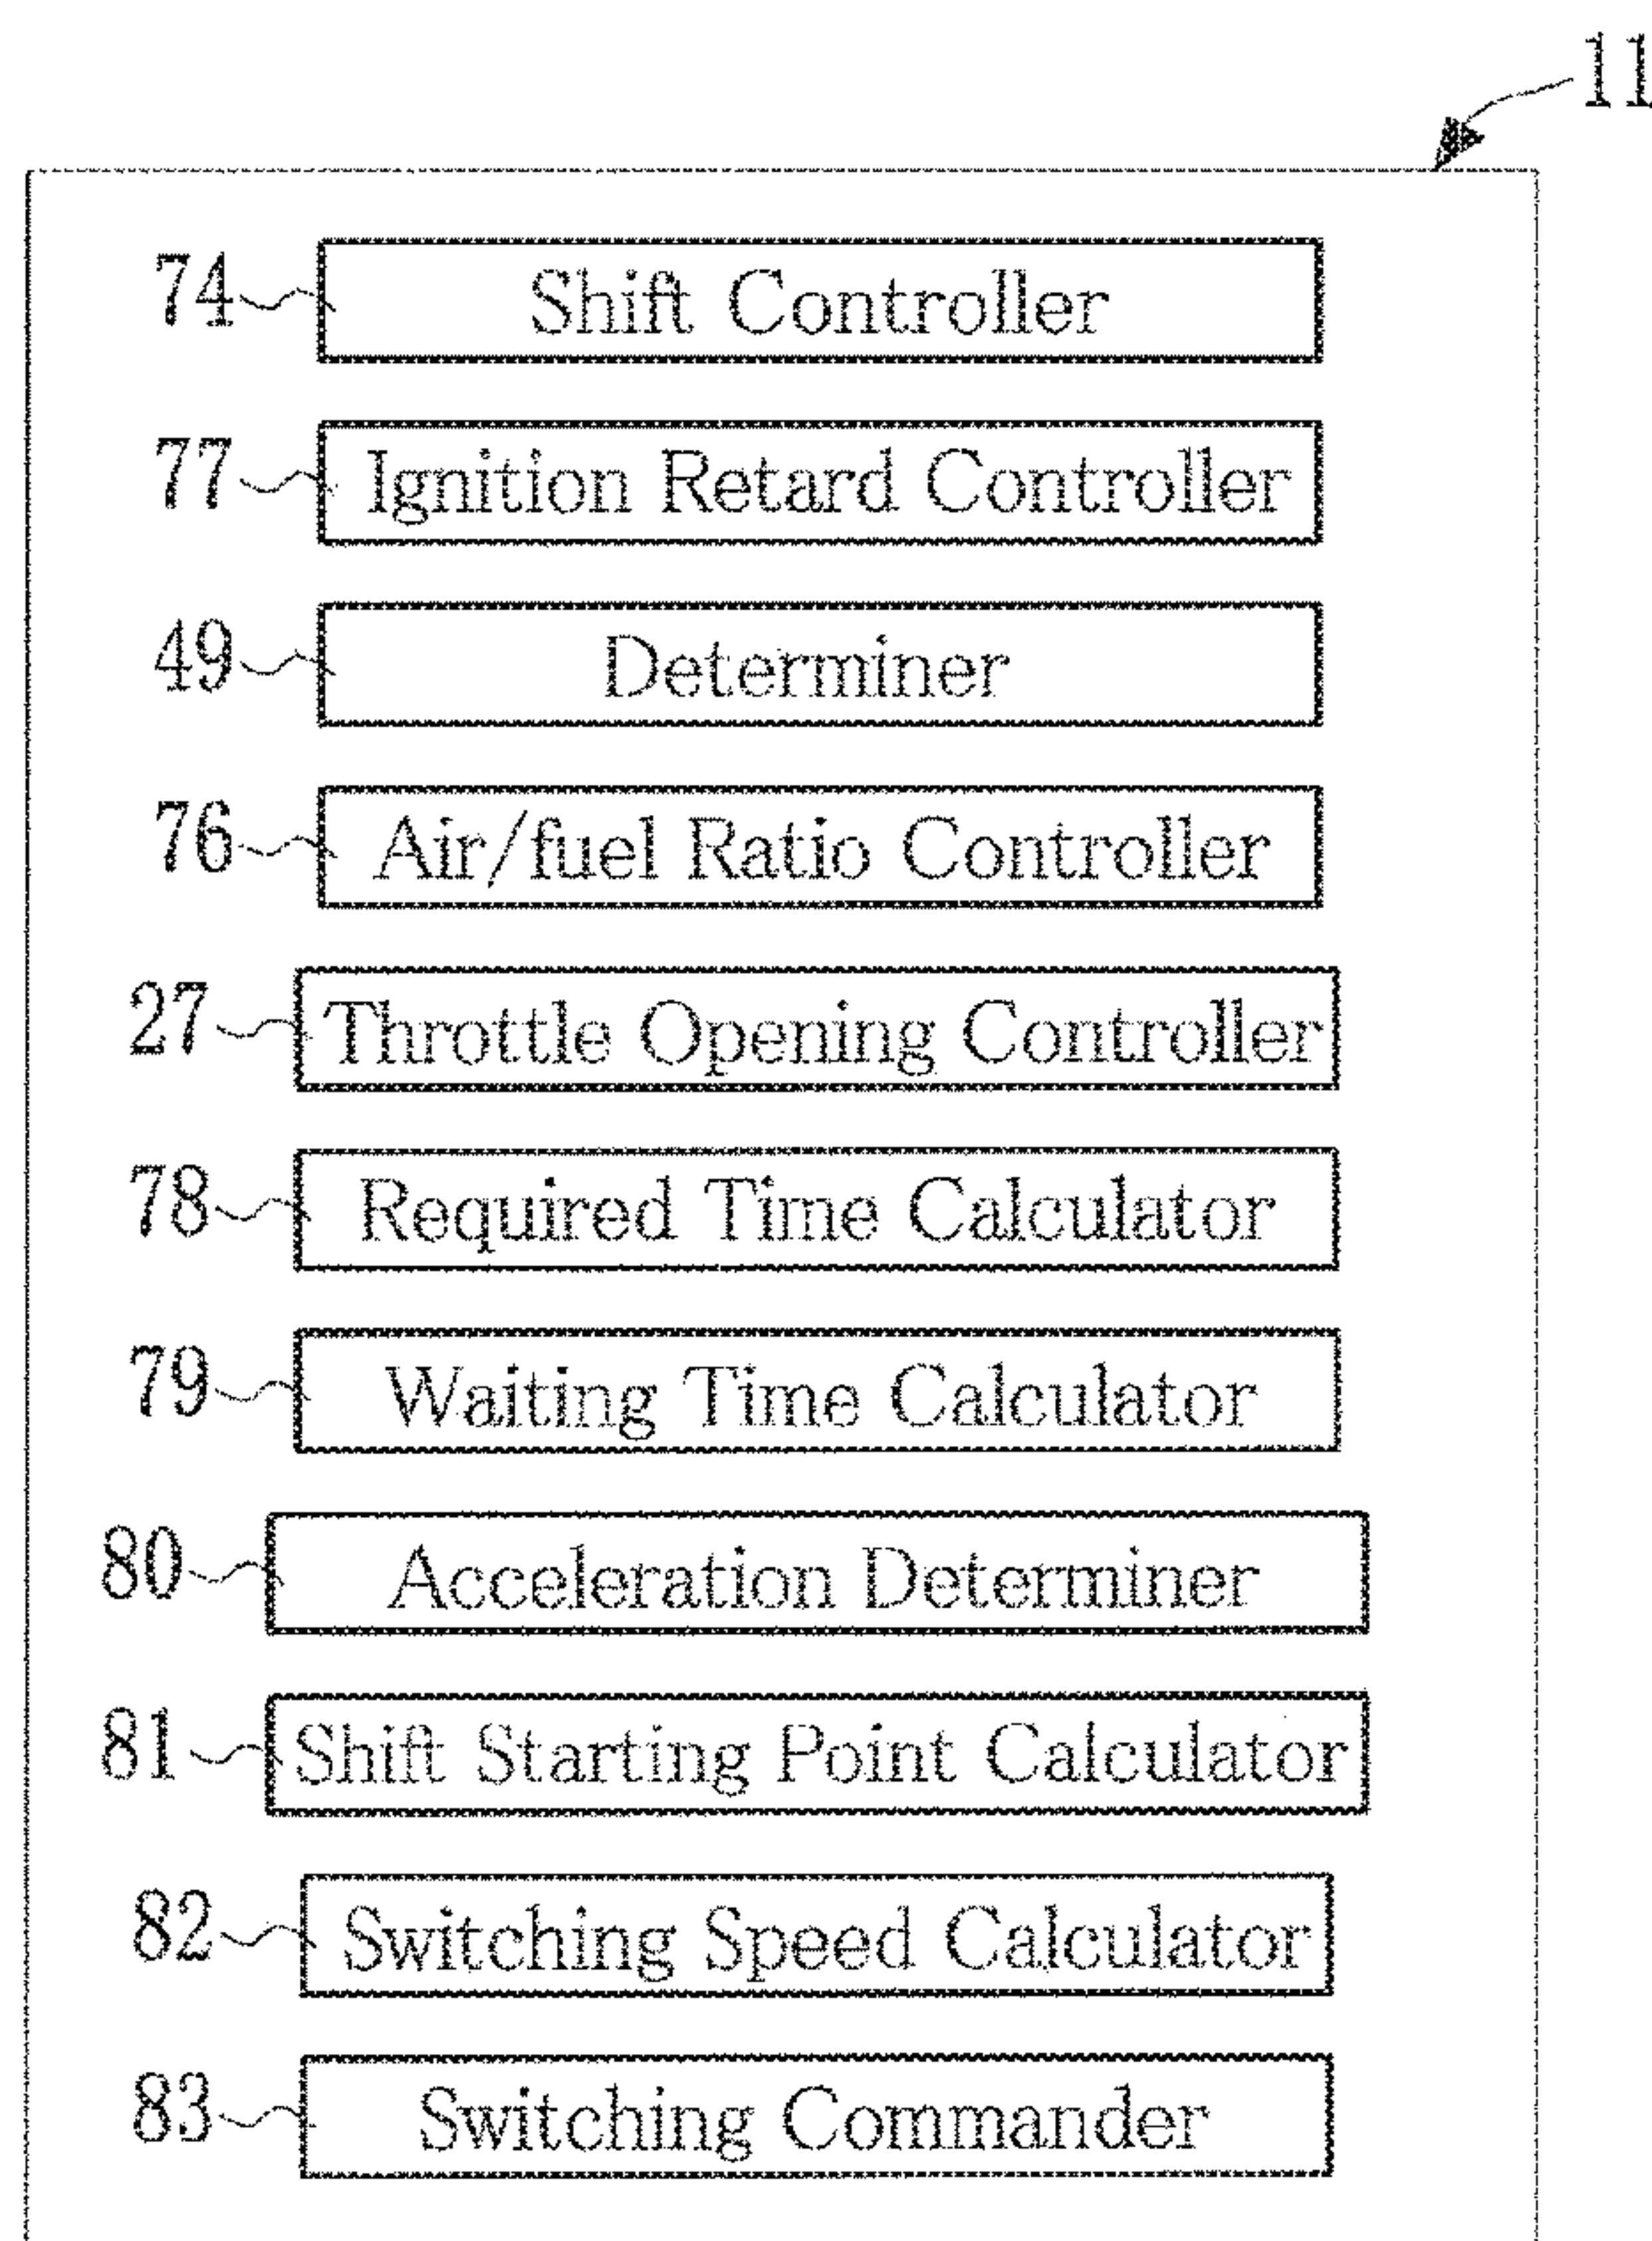 11
74 Shift Controller
77 Ignition Retard Controller
49 Determiner
76 Air/fuel Ratio Controller
27 Throttle Opening Controller
78 Required Time Calculator
79 Waiting Time Calculator
80 Acceleration Determiner
81 Shift Starting Point Calculator
82 Switching Speed Calculator
83 Switching Commander